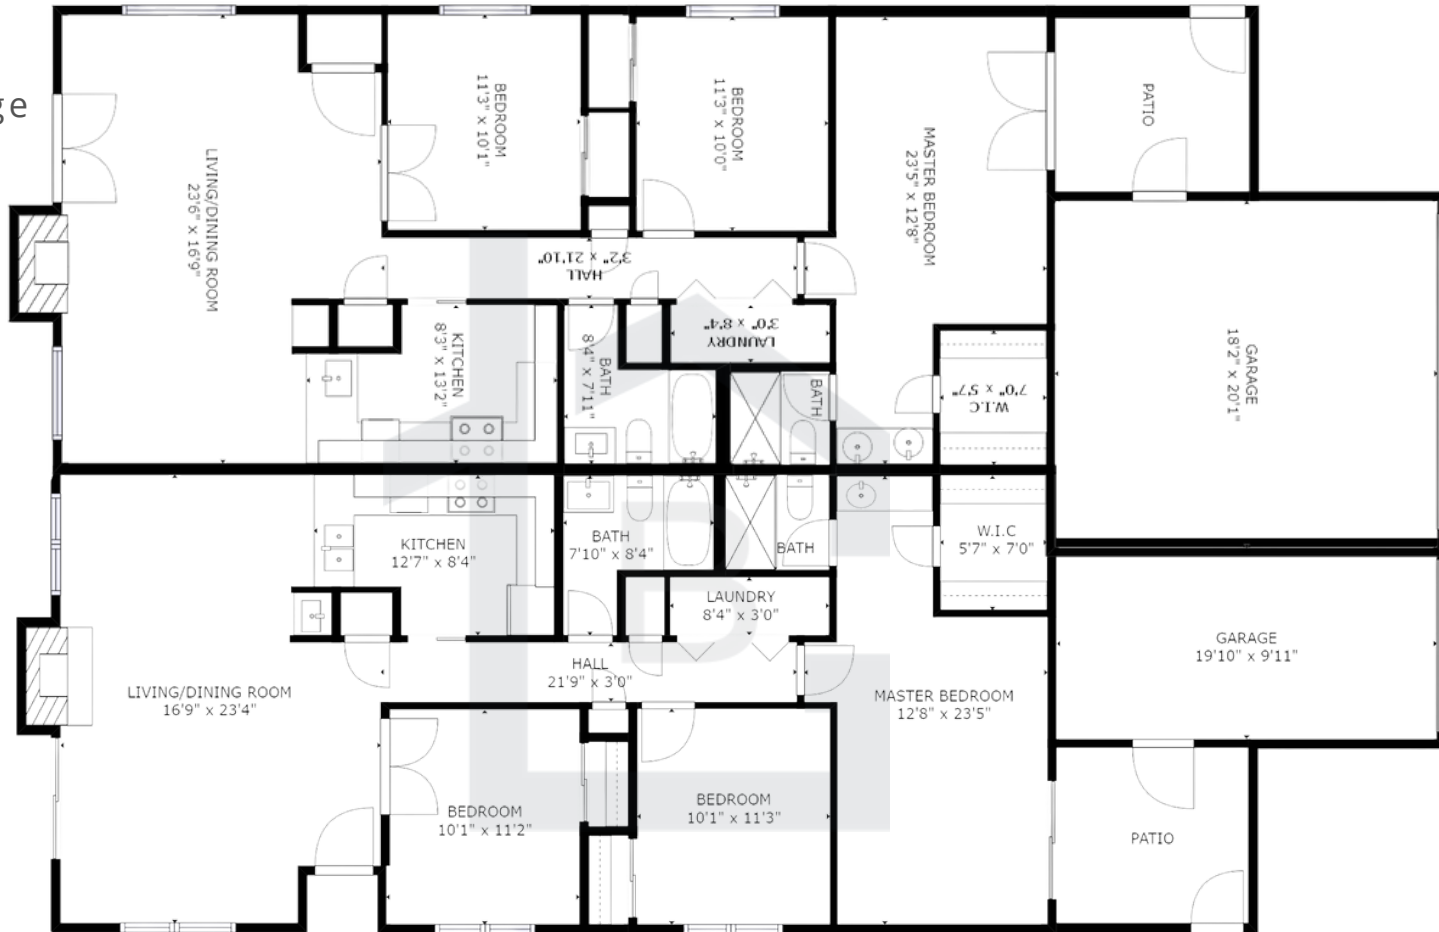 ge
BEDROOM
11'3" x 10'1"
BEDROOM
11'3" x 10'0"
PATIO
LIVING/DINING ROOM
23'6" x 16'9"
MASTER BEDROOM
23'5" x 12'8"
HALL
3'2" x 21'10"
LAUNDRY
3'0" x 8'4"
KITCHEN
8'3" x 13'2"
BATH
8'4" x 7'11"
BATH
W.I.C
7'0" x 5'7"
GARAGE
18'2" x 20'1"
KITCHEN
12'7" x 8'4"
BATH
7'10" x 8'4"
BATH
W.I.C
5'7" x 7'0"
LAUNDRY
8'4" x 3'0"
GARAGE
19'10" x 9'11"
HALL
21'9" x 3'0"
LIVING/DINING ROOM
16'9" x 23'4"
MASTER BEDROOM
12'8" x 23'5"
BEDROOM
10'1" x 11'2"
BEDROOM
10'1" x 11'3"
PATIO